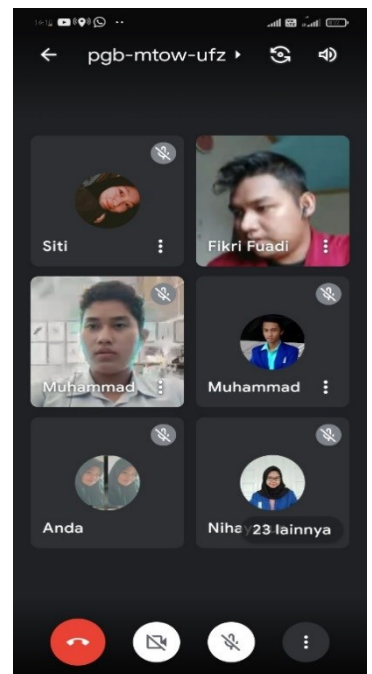 pgb-mtow-ufz
Siti
Fikri Fuadi
Muhammad
Muhammad
Anda
23 lainnya